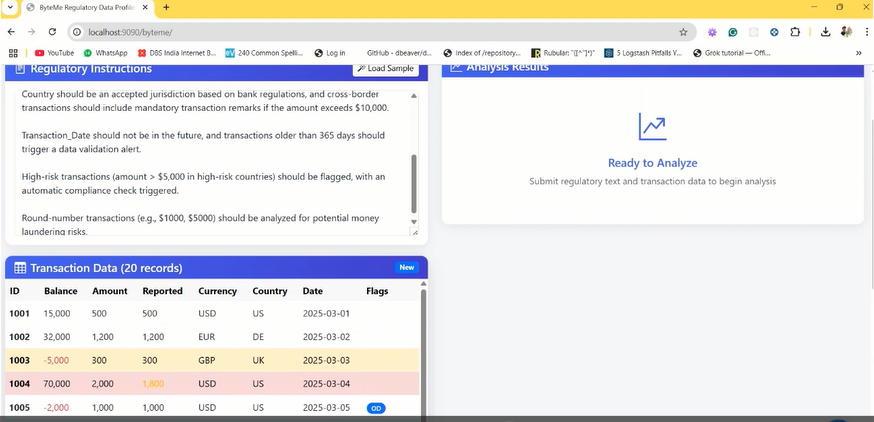 ByteMe Regulatory Data Profile
localhost:9090/byteme/
YouTube WhatsApp DBS India Internet B... 240 Common Spelli... Log in GitHub - dbeaver/d... Index of /repository... Rubular: "[[^"]*)" 5 Logstash Pitfalls Y... Grok tutorial — Offi... »
Regulatory Instructions
Load Sample
Country should be an accepted jurisdiction based on bank regulations, and cross-border
transactions should include mandatory transaction remarks if the amount exceeds $10,000.
Transaction_Date should not be in the future, and transactions older than 365 days should
trigger a data validation alert.
High-risk transactions (amount > $5,000 in high-risk countries) should be flagged, with an
automatic compliance check triggered.
Round-number transactions (e.g., $1000, $5000) should be analyzed for potential money
laundering risks.
Analysis Results
Ready to Analyze
Submit regulatory text and transaction data to begin analysis
Transaction Data (20 records)
New
ID Balance Amount Reported Currency Country Date Flags
1001 15,000 500 500 USD US 2025-03-01
1002 32,000 1,200 1,200 EUR DE 2025-03-02
1003 -5,000 300 300 GBP UK 2025-03-03
1004 70,000 2,000 1,800 USD US 2025-03-04
1005 -2,000 1,000 1,000 USD US 2025-03-05 OD